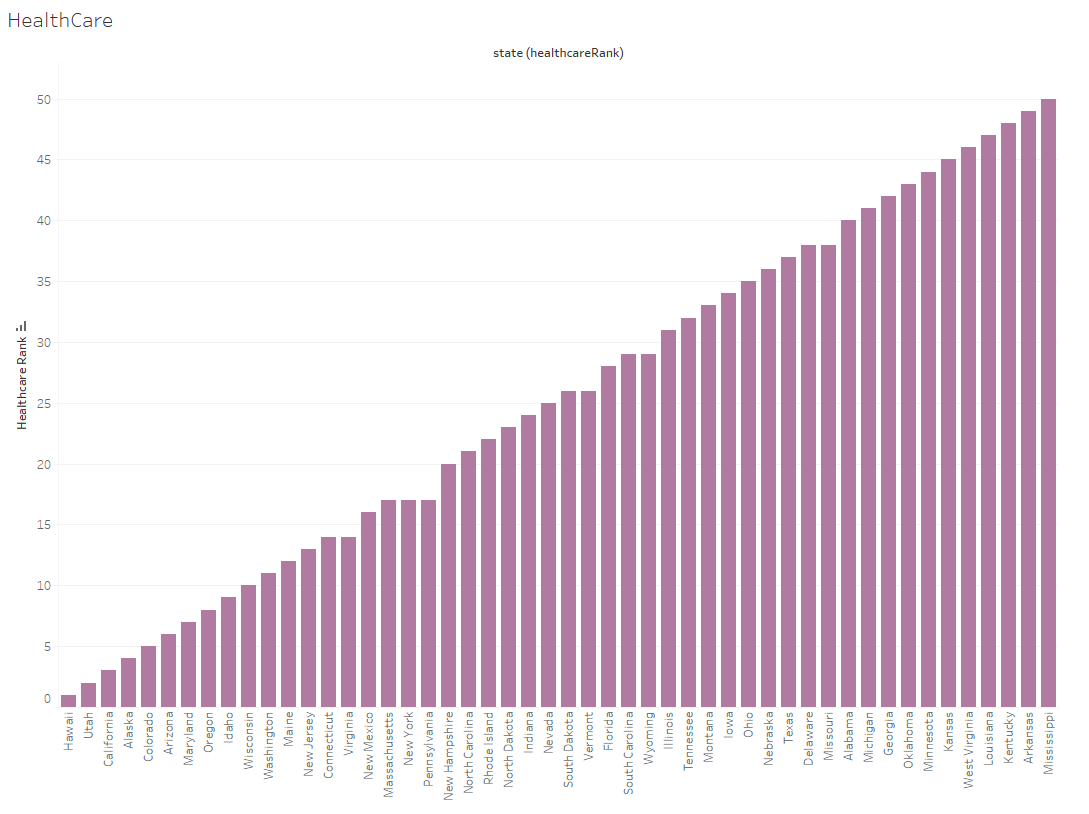 HealthCare
state (healthcareRank)
50
45
40
35
30
25
20
15
10
5
0
Healthcare Rank
Hawaii
Utah
California
Alaska
Colorado
Arizona
Maryland
Oregon
Idaho
Wisconsin
Washington
Maine
New Jersey
Connecticut
Virginia
New Mexico
Massachusetts
New York
Pennsylvania
New Hampshire
North Carolina
Rhode Island
North Dakota
Indiana
Nevada
South Dakota
Vermont
Florida
South Carolina
Wyoming
Illinois
Tennessee
Montana
Iowa
Ohio
Nebraska
Texas
Delaware
Missouri
Alabama
Michigan
Georgia
Oklahoma
Minnesota
Kansas
West Virginia
Louisiana
Kentucky
Arkansas
Mississippi